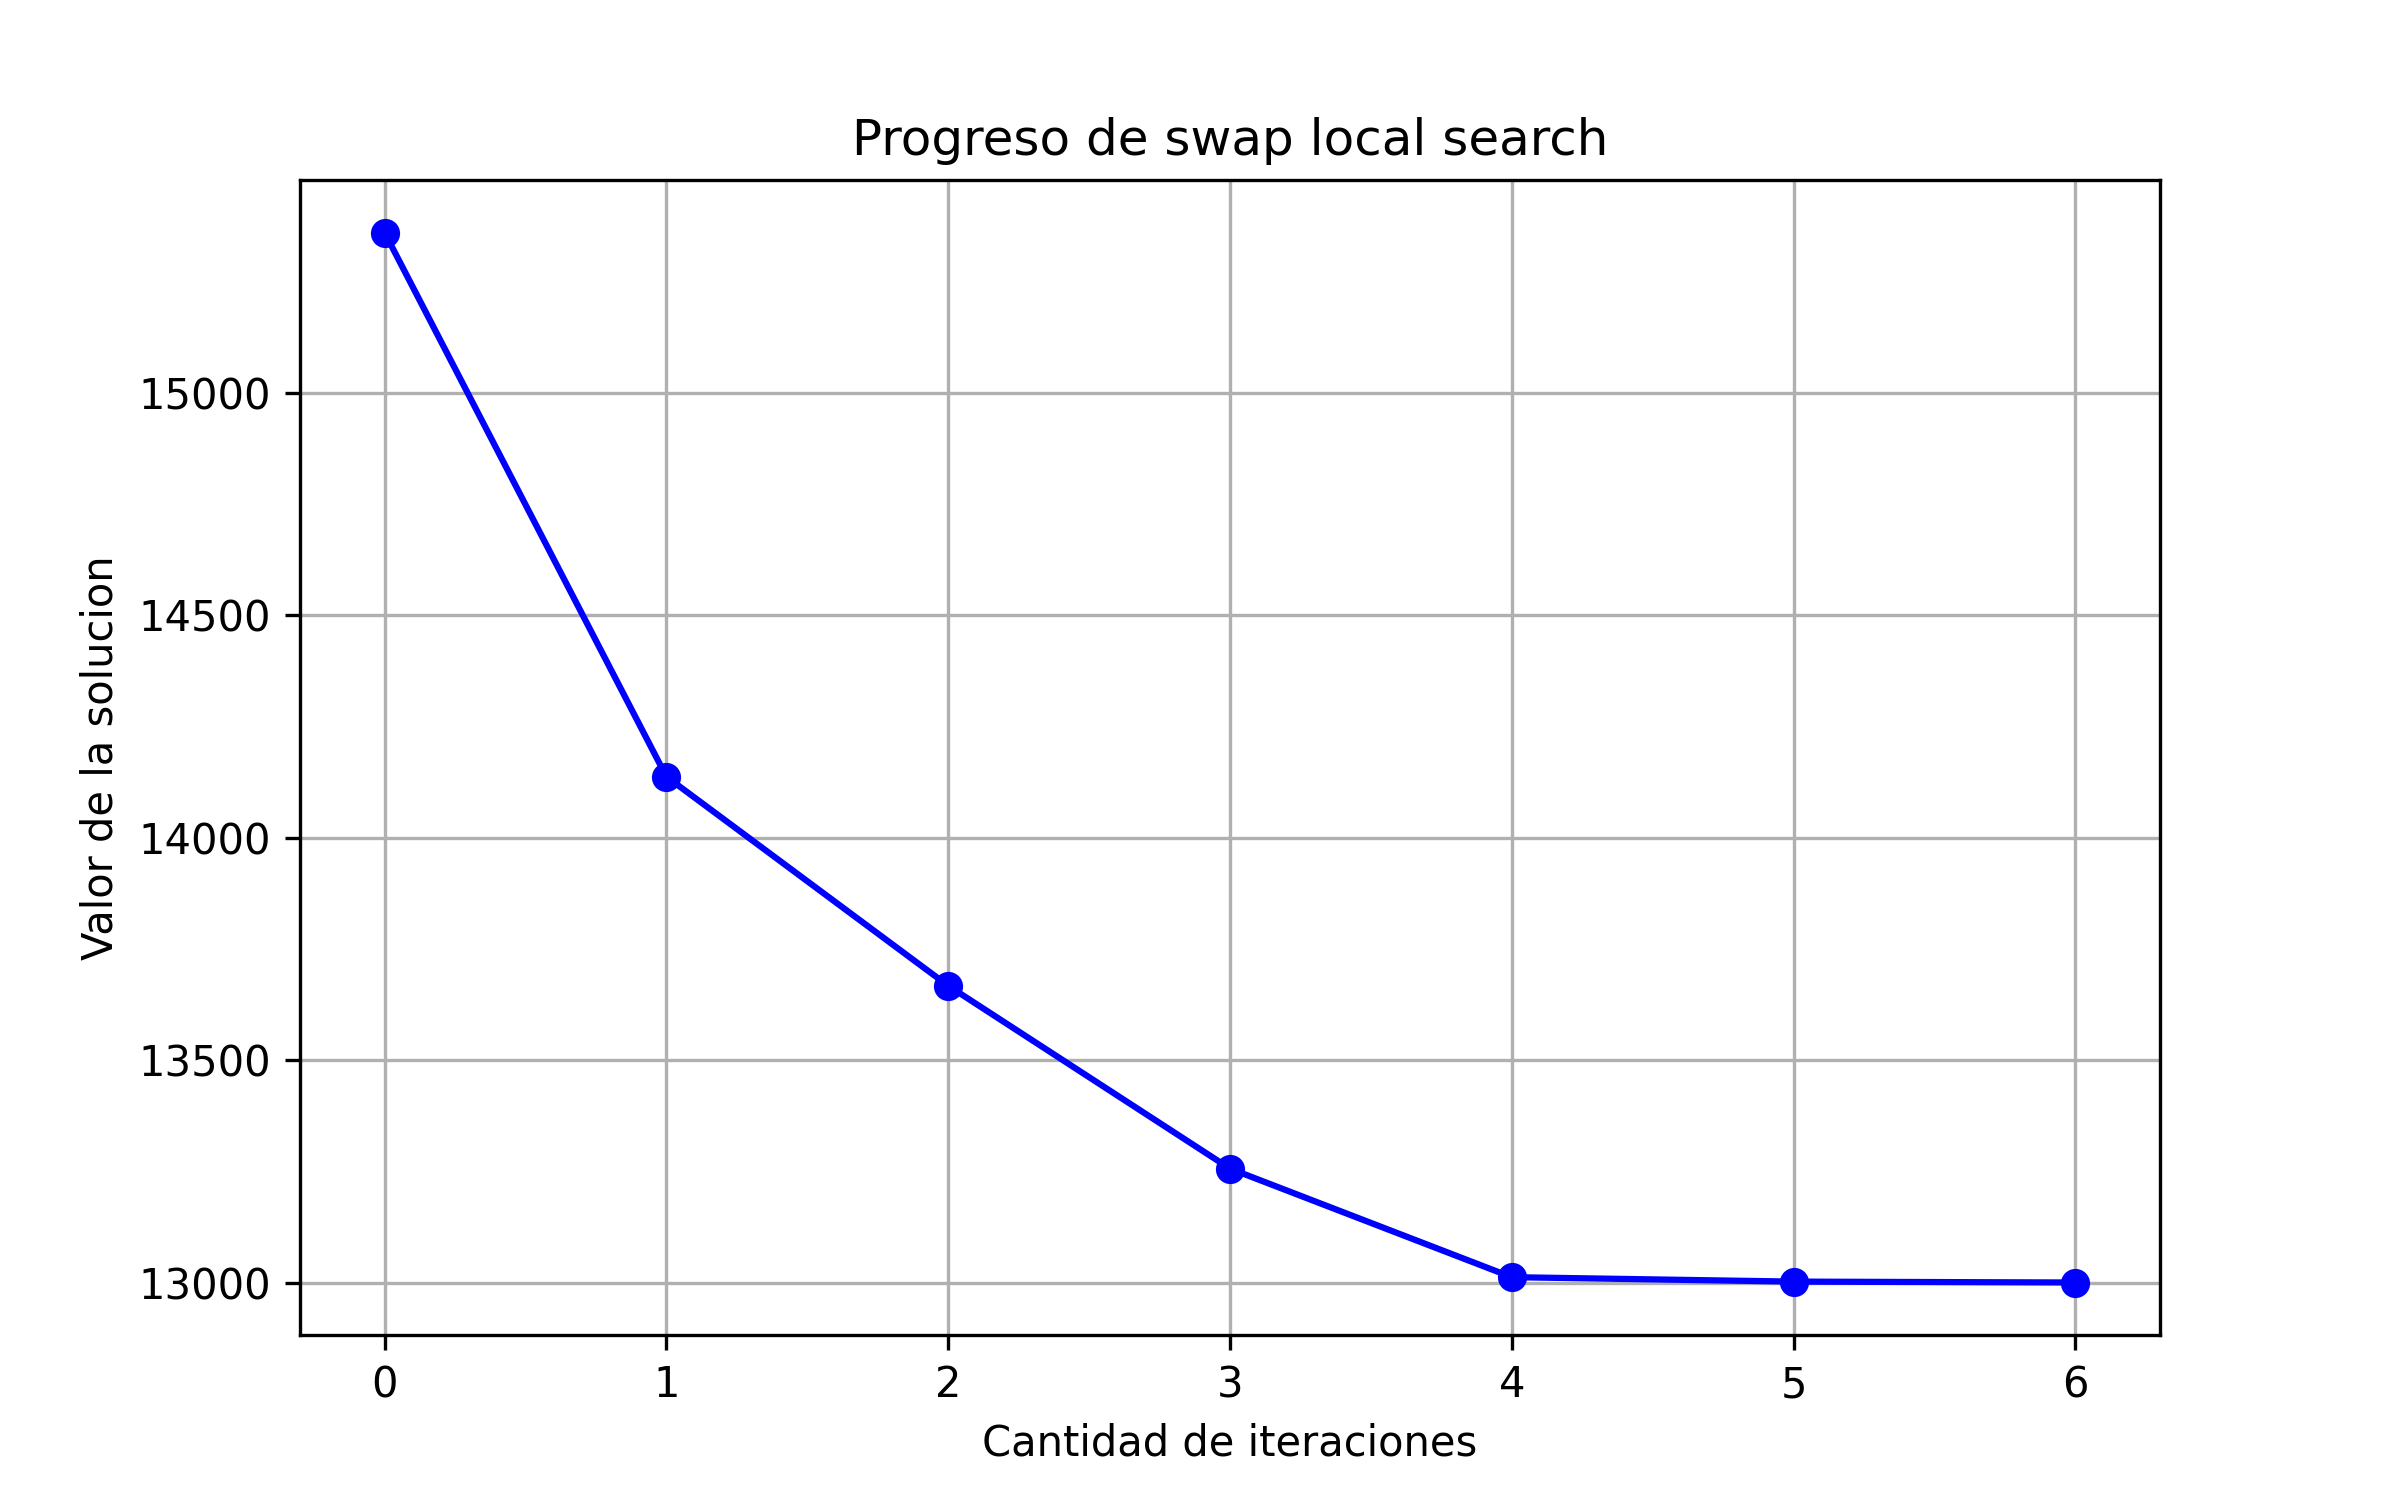 Progreso de swap local search
Valor de la solucion
15000
14500
14000
13500
13000
0 1 2 3 4 5 6
Cantidad de iteraciones